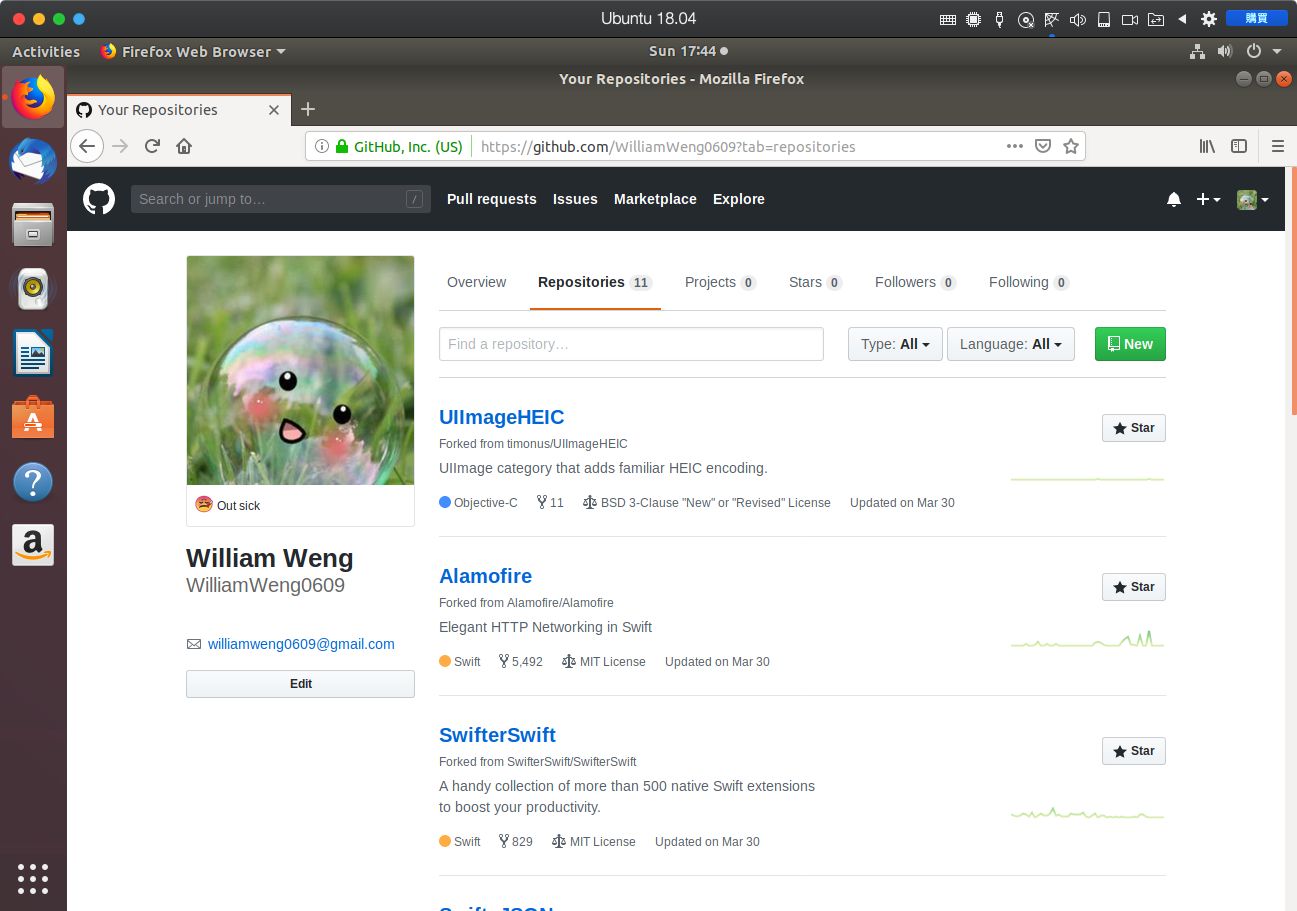 Ubuntu 18.04
購買
Activities Firefox Web Browser Sun 17:44
Your Repositories - Mozilla Firefox
Your Repositories
GitHub, Inc. (US) https://github.com/WilliamWeng0609?tab=repositories
Search or jump to… / Pull requests Issues Marketplace Explore
Overview Repositories 11 Projects 0 Stars 0 Followers 0 Following 0
Find a repository… Type: All Language: All New
UIImageHEIC
Star
Forked from timonus/UIImageHEIC
UIImage category that adds familiar HEIC encoding.
Objective-C 11 BSD 3-Clause "New" or "Revised" License Updated on Mar 30
Out sick
William Weng
WilliamWeng0609
williamweng0609@gmail.com
Edit
Alamofire
Star
Forked from Alamofire/Alamofire
Elegant HTTP Networking in Swift
Swift 5,492 MIT License Updated on Mar 30
SwifterSwift
Star
Forked from SwifterSwift/SwifterSwift
A handy collection of more than 500 native Swift extensions
to boost your productivity.
Swift 829 MIT License Updated on Mar 30